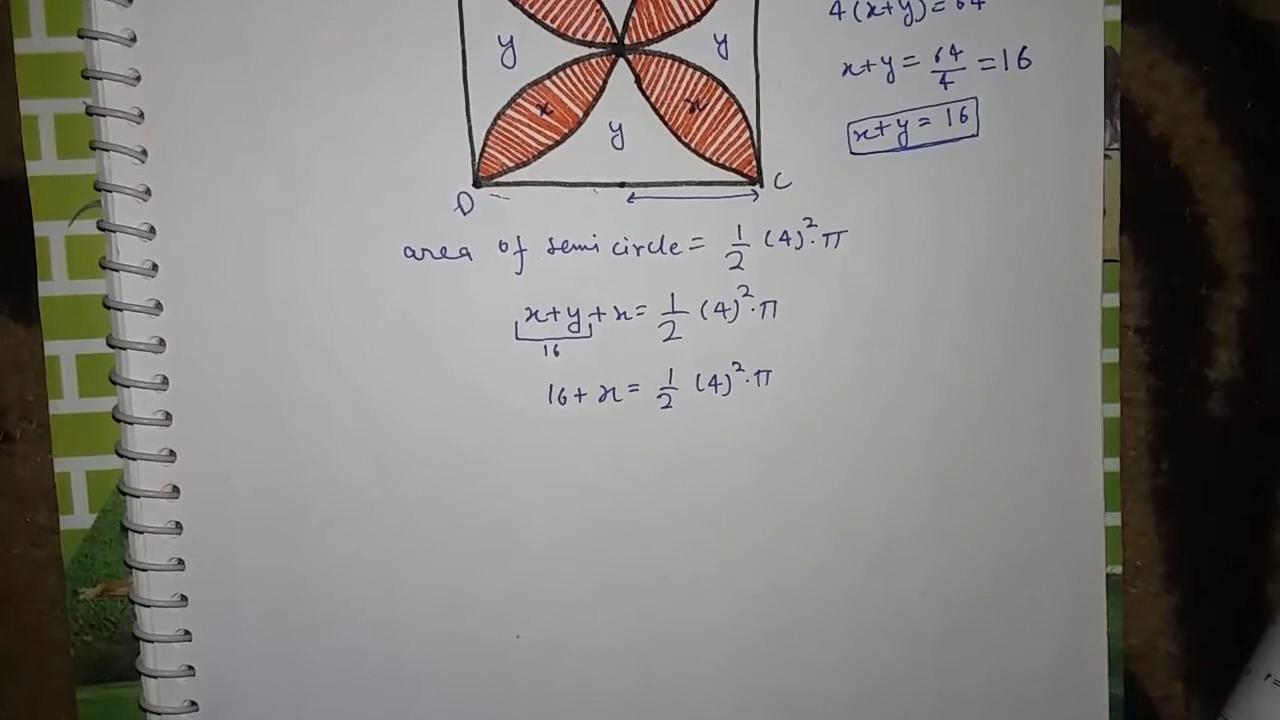 4(x+y)=64
y
y
x+y = 64/4 = 16
x
x
x+y = 16
y
D
C
area of semi circle = 1/2 (4)².π
x+y+x = 1/2 (4)².π
16
16+x = 1/2 (4)².π